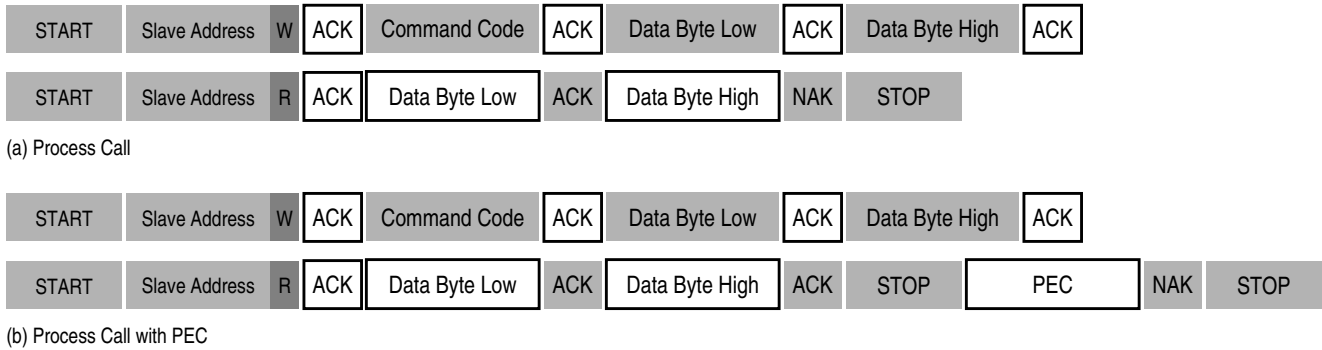 START Slave Address W ACK Command Code ACK Data Byte Low ACK Data Byte High ACK
START Slave Address R ACK Data Byte Low ACK Data Byte High NAK STOP
(a) Process Call
START Slave Address W ACK Command Code ACK Data Byte Low ACK Data Byte High ACK
START Slave Address R ACK Data Byte Low ACK Data Byte High ACK STOP PEC NAK STOP
(b) Process Call with PEC